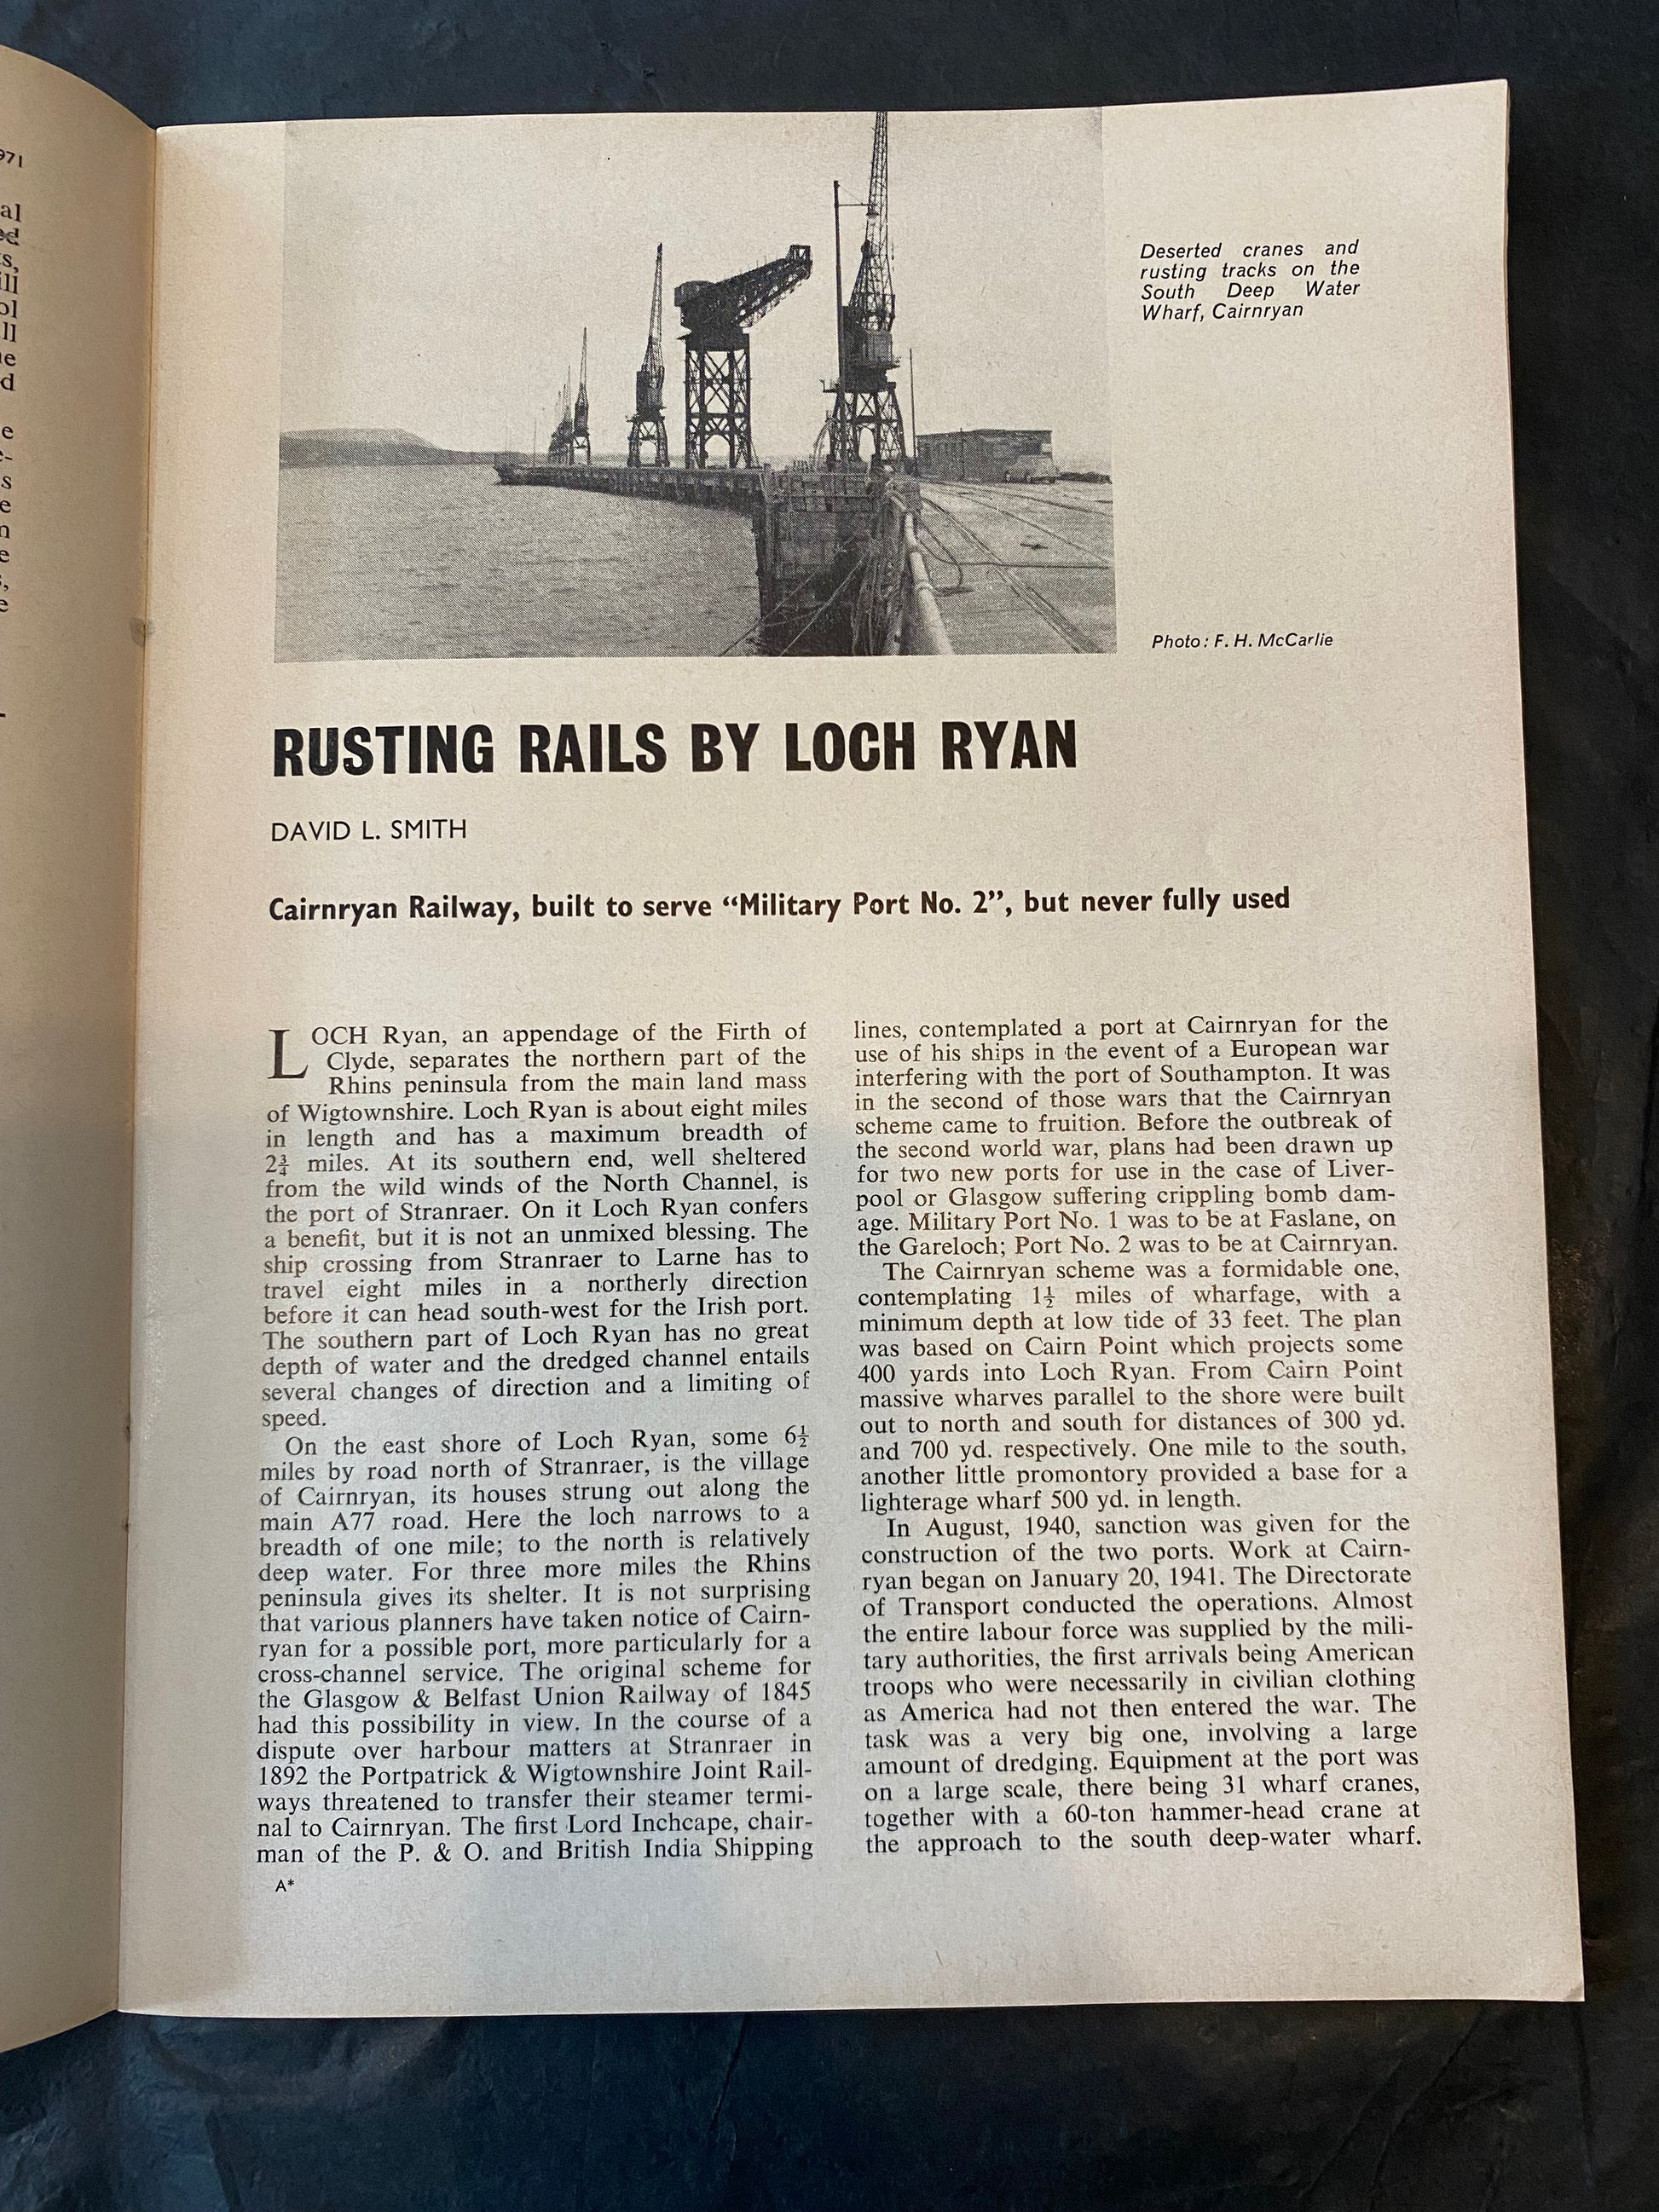 971
al
ed
s,
ill
ol
ll
e
d
e
e-
s
e
n
e
s,
e
Deserted cranes and
rusting tracks on the
South Deep Water
Wharf, Cairnryan
Photo: F. H. McCarlie
RUSTING RAILS BY LOCH RYAN
DAVID L. SMITH
Cairnryan Railway, built to serve “Military Port No. 2”, but never fully used
LOCH Ryan, an appendage of the Firth of
Clyde, separates the northern part of the
Rhins peninsula from the main land mass
of Wigtownshire. Loch Ryan is about eight miles
in length and has a maximum breadth of
2¾ miles. At its southern end, well sheltered
from the wild winds of the North Channel, is
the port of Stranraer. On it Loch Ryan confers
a benefit, but it is not an unmixed blessing. The
ship crossing from Stranraer to Larne has to
travel eight miles in a northerly direction
before it can head south-west for the Irish port.
The southern part of Loch Ryan has no great
depth of water and the dredged channel entails
several changes of direction and a limiting of
speed.
On the east shore of Loch Ryan, some 6½
miles by road north of Stranraer, is the village
of Cairnryan, its houses strung out along the
main A77 road. Here the loch narrows to a
breadth of one mile; to the north is relatively
deep water. For three more miles the Rhins
peninsula gives its shelter. It is not surprising
that various planners have taken notice of Cairn-
ryan for a possible port, more particularly for a
cross-channel service. The original scheme for
the Glasgow & Belfast Union Railway of 1845
had this possibility in view. In the course of a
dispute over harbour matters at Stranraer in
1892 the Portpatrick & Wigtownshire Joint Rail-
ways threatened to transfer their steamer termi-
nal to Cairnryan. The first Lord Inchcape, chair-
man of the P. & O. and British India Shipping
A*
lines, contemplated a port at Cairnryan for the
use of his ships in the event of a European war
interfering with the port of Southampton. It was
in the second of those wars that the Cairnryan
scheme came to fruition. Before the outbreak of
the second world war, plans had been drawn up
for two new ports for use in the case of Liver-
pool or Glasgow suffering crippling bomb dam-
age. Military Port No. 1 was to be at Faslane, on
the Gareloch; Port No. 2 was to be at Cairnryan.
The Cairnryan scheme was a formidable one,
contemplating 1½ miles of wharfage, with a
minimum depth at low tide of 33 feet. The plan
was based on Cairn Point which projects some
400 yards into Loch Ryan. From Cairn Point
massive wharves parallel to the shore were built
out to north and south for distances of 300 yd.
and 700 yd. respectively. One mile to the south,
another little promontory provided a base for a
lighterage wharf 500 yd. in length.
In August, 1940, sanction was given for the
construction of the two ports. Work at Cairn-
ryan began on January 20, 1941. The Directorate
of Transport conducted the operations. Almost
the entire labour force was supplied by the mili-
tary authorities, the first arrivals being American
troops who were necessarily in civilian clothing
as America had not then entered the war. The
task was a very big one, involving a large
amount of dredging. Equipment at the port was
on a large scale, there being 31 wharf cranes,
together with a 60-ton hammer-head crane at
the approach to the south deep-water wharf.